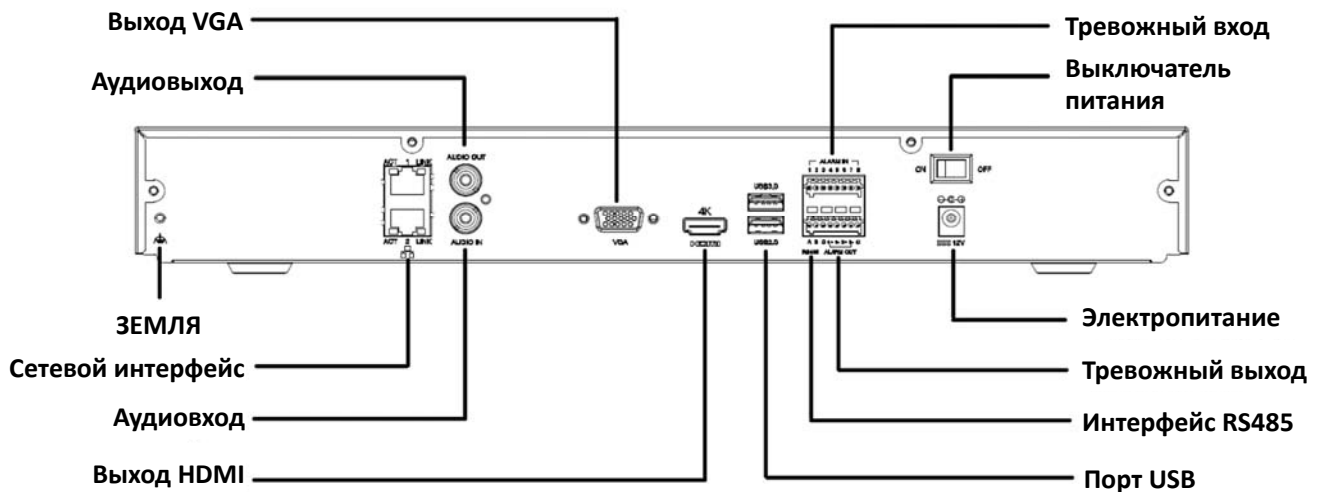 Выход VGA
Тревожный вход
Аудиовыход
Выключатель
питания
ACT 1 LINK
AUDIO OUT
ALARM IN
1 2 3 4 5 6 7 8
ON
OFF
USB3.0
4K
VGA
USB2.0
12V
ACT 2 LINK
AUDIO IN
RS485
ALARM OUT
ЗЕМЛЯ
Электропитание
Сетевой интерфейс
Тревожный выход
Аудиовход
Интерфейс RS485
Выход HDMI
Порт USB